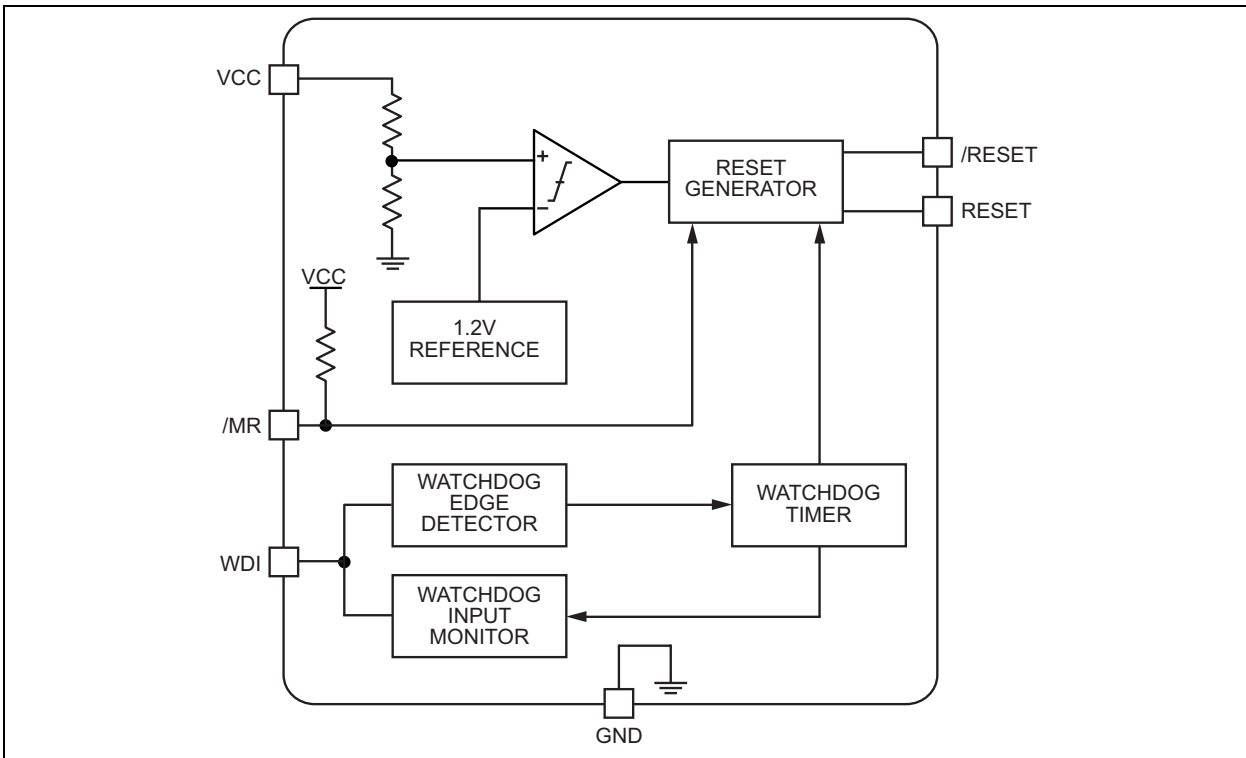 VCC
+
−
RESET
GENERATOR
/RESET
RESET
VCC
1.2V
REFERENCE
/MR
WATCHDOG
EDGE
DETECTOR
WATCHDOG
TIMER
WDI
WATCHDOG
INPUT
MONITOR
GND